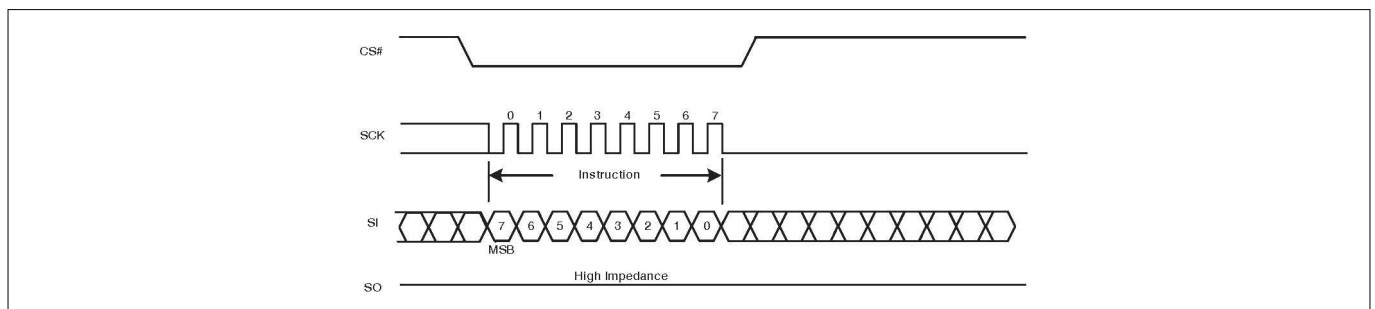 CS#
0 1 2 3 4 5 6 7
SCK
Instruction
SI
7 6 5 4 3 2 1 0
MSB
High Impedance
SO